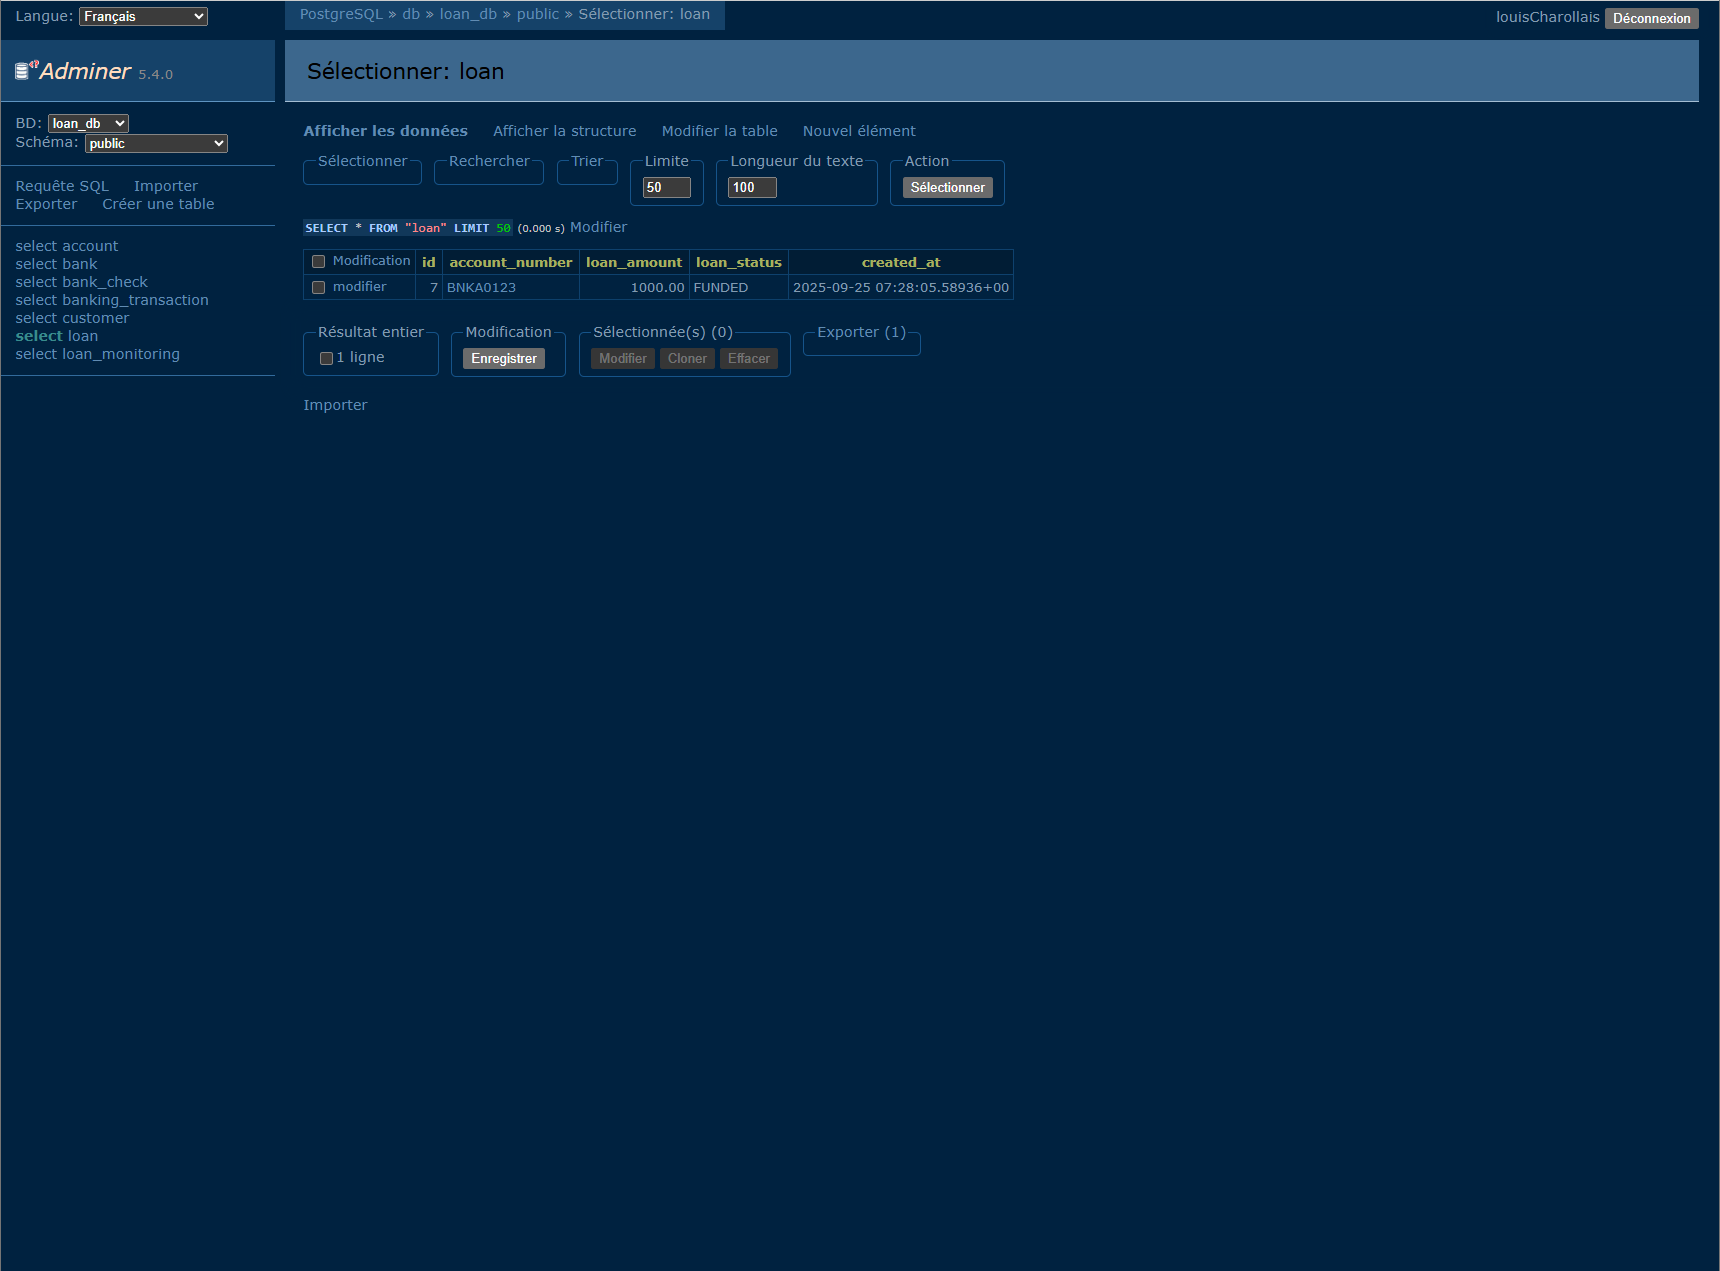 Langue: Français
PostgreSQL » db » loan_db » public » Sélectionner: loan
louisCharollais Déconnexion
Adminer 5.4.0
Sélectionner: loan
BD: loan_db
Schéma: public
Requête SQL Importer
Exporter Créer une table
select account
select bank
select bank_check
select banking_transaction
select customer
select loan
select loan_monitoring
Afficher les données Afficher la structure Modifier la table Nouvel élément
Sélectionner Rechercher Trier Limite Longueur du texte Action
50 100 Sélectionner
SELECT * FROM "loan" LIMIT 50 (0.000 s) Modifier
Modification id account_number loan_amount loan_status created_at
modifier 7 BNKA0123 1000.00 FUNDED 2025-09-25 07:28:05.58936+00
Résultat entier Modification Sélectionnée(s) (0) Exporter (1)
1 ligne Enregistrer Modifier Cloner Effacer
Importer